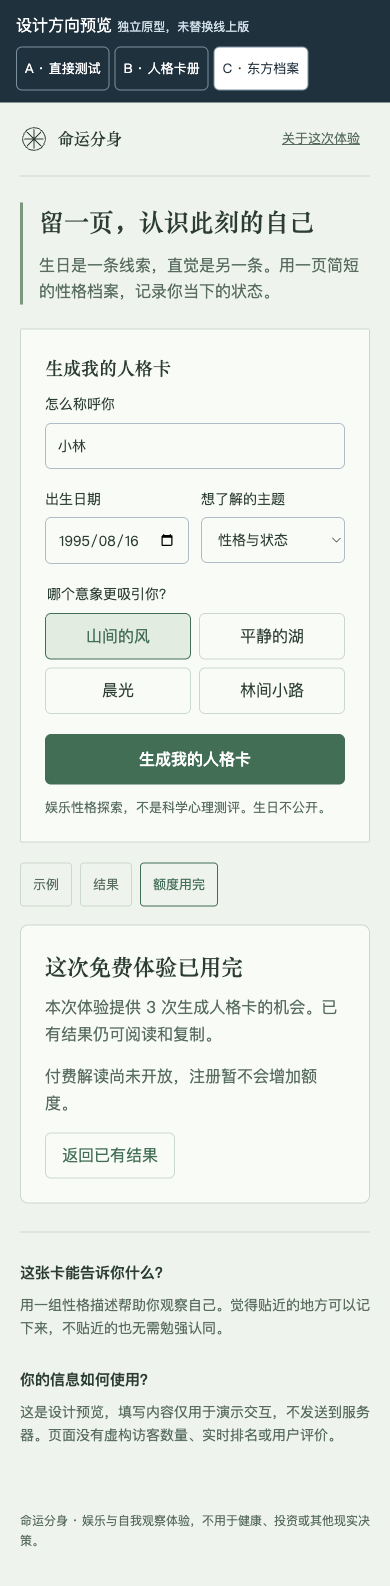 设计方向预览 独立原型，未替换线上版
A · 直接测试 B · 人格卡册 C · 东方档案
命运分身 关于这次体验
留一页，认识此刻的自己
生日是一条线索，直觉是另一条。用一页简短
的性格档案，记录你当下的状态。
生成我的人格卡
怎么称呼你
小林
出生日期 想了解的主题
1995/08/16 性格与状态
哪个意象更吸引你?
山间的风 平静的湖
晨光 林间小路
生成我的人格卡
娱乐性格探索，不是科学心理测评。生日不公开。
示例 结果 额度用完
这次免费体验已用完
本次体验提供 3 次生成人格卡的机会。已
有结果仍可阅读和复制。
付费解读尚未开放，注册暂不会增加额
度。
返回已有结果
这张卡能告诉你什么?
用一组性格描述帮助你观察自己。觉得贴近的地方可以记
下来，不贴近的也无需勉强认同。
你的信息如何使用?
这是设计预览，填写内容仅用于演示交互，不发送到服务
器。页面没有虚构访客数量、实时排名或用户评价。
命运分身 · 娱乐与自我观察体验，不用于健康、投资或其他现实决
策。